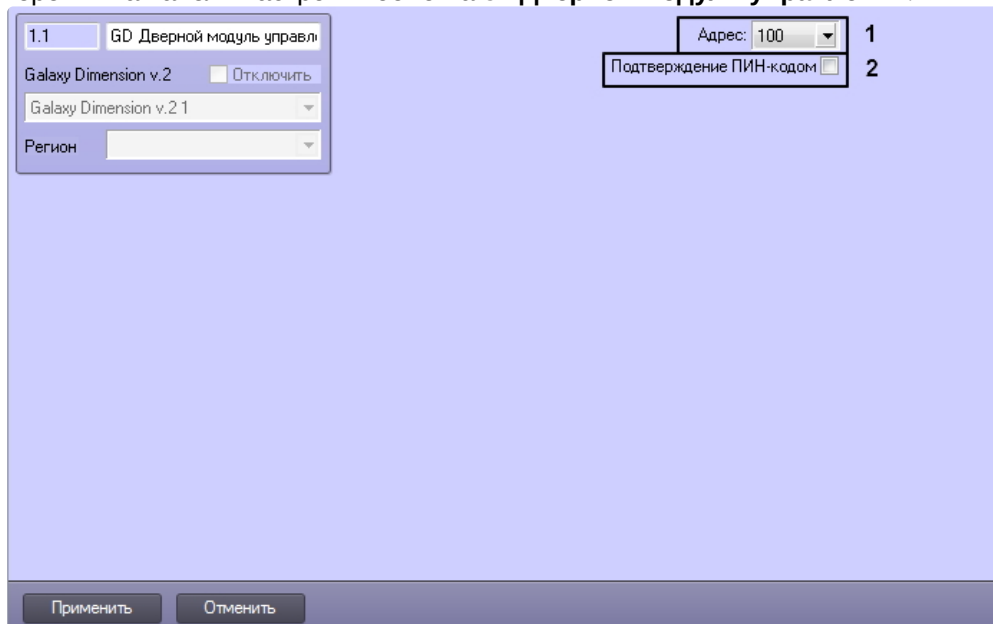 1.1 GD Дверной модуль управл
Адрес: 100 1
Galaxy Dimension v.2 Отключить
Подтверждение ПИН-кодом 2
Galaxy Dimension v.2 1
Регион
Применить Отменить